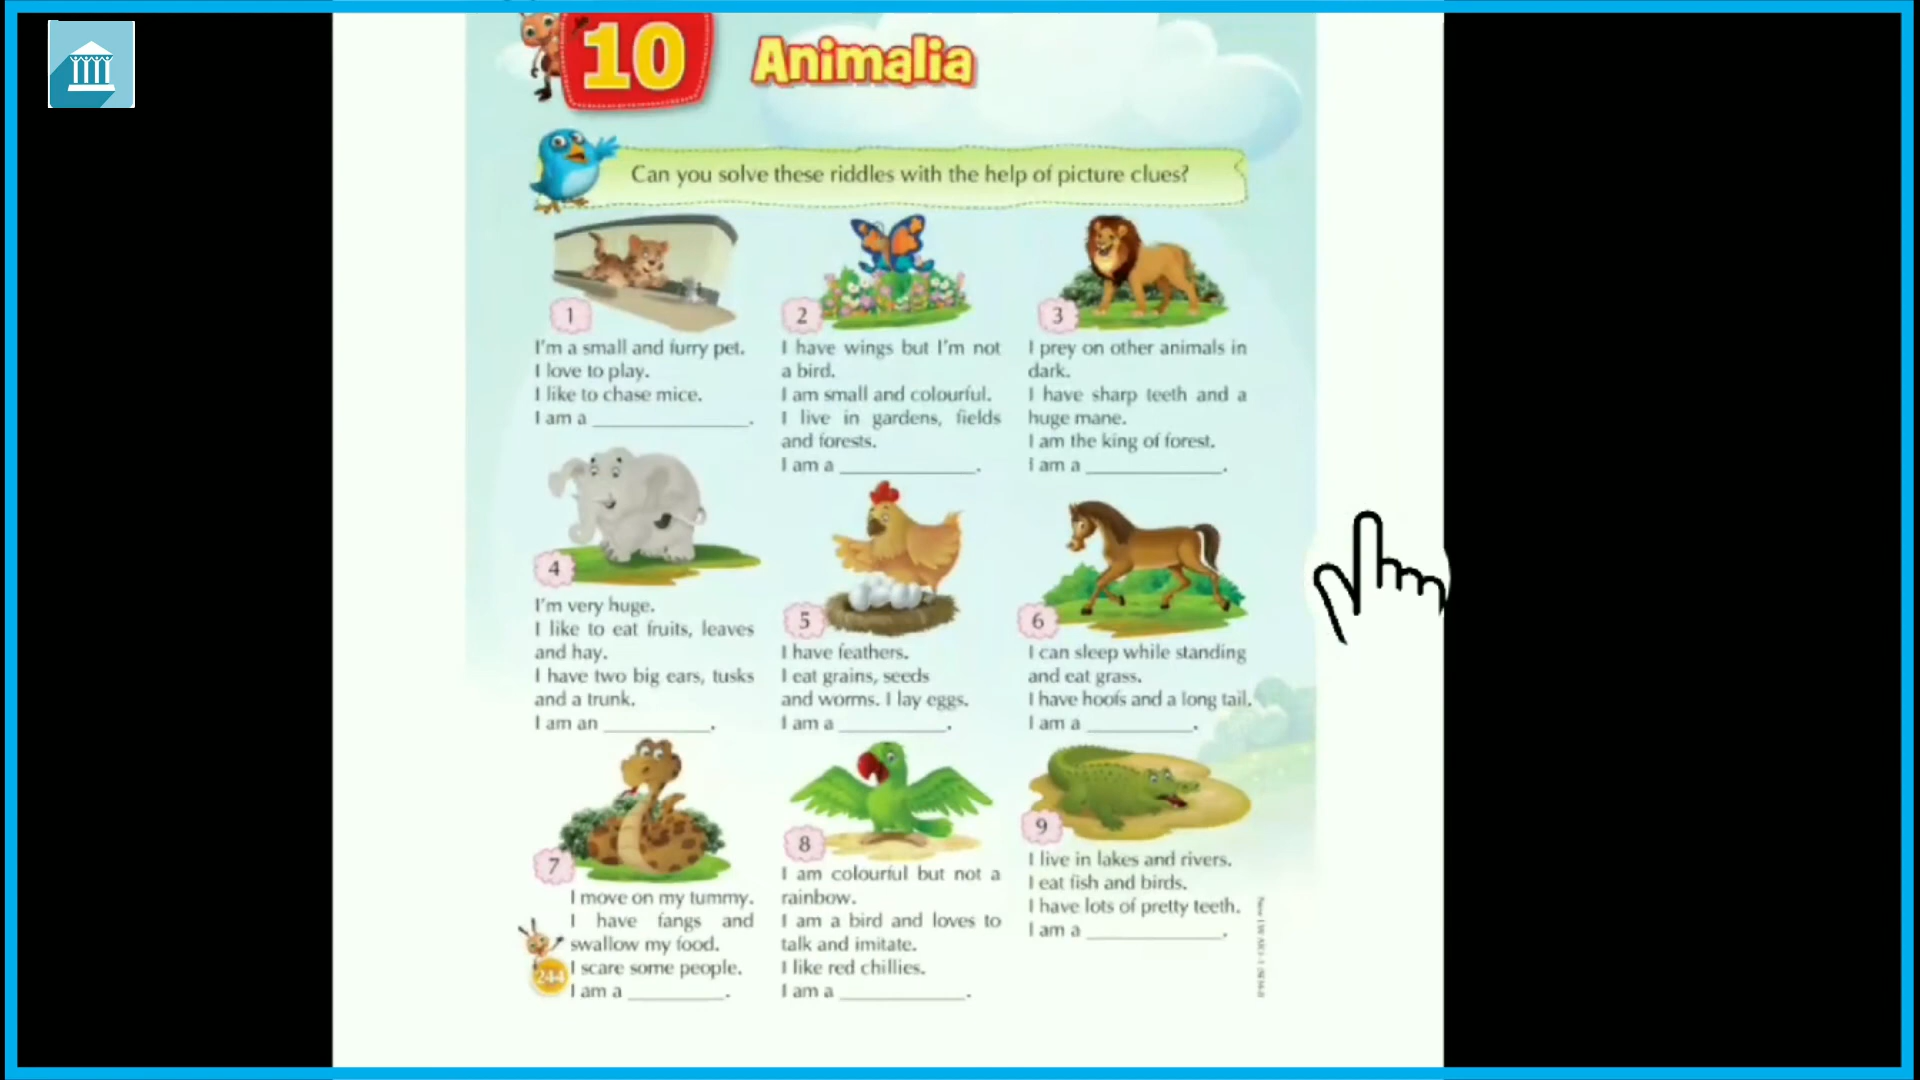 10 Animalia
Can you solve these riddles with the help of picture clues?
1
I'm a small and furry pet.
I love to play.
I like to chase mice.
I am a ____________.
2
I have wings but I'm not
a bird.
I am small and colourful.
I live in gardens, fields
and forests.
I am a ____________.
3
I prey on other animals in
dark.
I have sharp teeth and a
huge mane.
I am the king of forest.
I am a ____________.
4
I'm very huge.
I like to eat fruits, leaves
and hay.
I have two big ears, tusks
and a trunk.
I am an ____________.
5
I have feathers.
I eat grains, seeds
and worms. I lay eggs.
I am a ____________.
6
I can sleep while standing
and eat grass.
I have hoofs and a long tail.
I am a ____________.
7
I move on my tummy.
I have fangs and
swallow my food.
I scare some people.
I am a ____________.
8
I am colourful but not a
rainbow.
I am a bird and loves to
talk and imitate.
I like red chillies.
I am a ____________.
9
I live in lakes and rivers.
I eat fish and birds.
I have lots of pretty teeth.
I am a ____________.
244